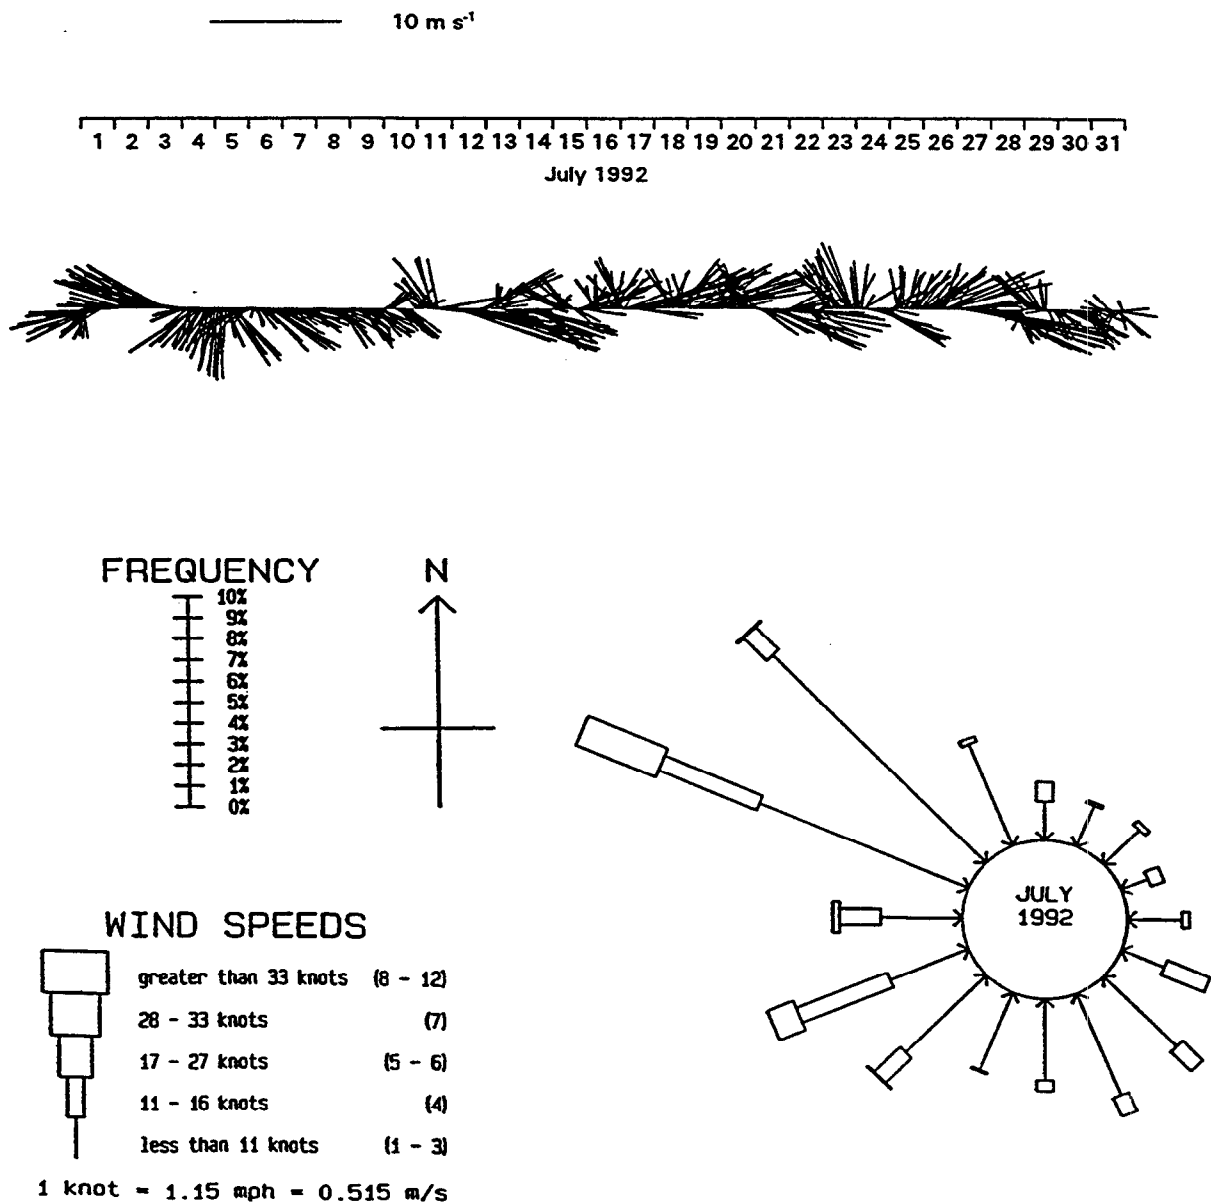 10 m s⁻¹
1 2 3 4 5 6 7 8 9 10 11 12 13 14 15 16 17 18 19 20 21 22 23 24 25 26 27 28 29 30 31
July 1992
FREQUENCY
10%
9%
8%
7%
6%
5%
4%
3%
2%
1%
0%
N
JULY
1992
WIND SPEEDS
greater than 33 knots (8 - 12)
28 - 33 knots (7)
17 - 27 knots (5 - 6)
11 - 16 knots (4)
less than 11 knots (1 - 3)
1 knot = 1.15 mph = 0.515 m/s